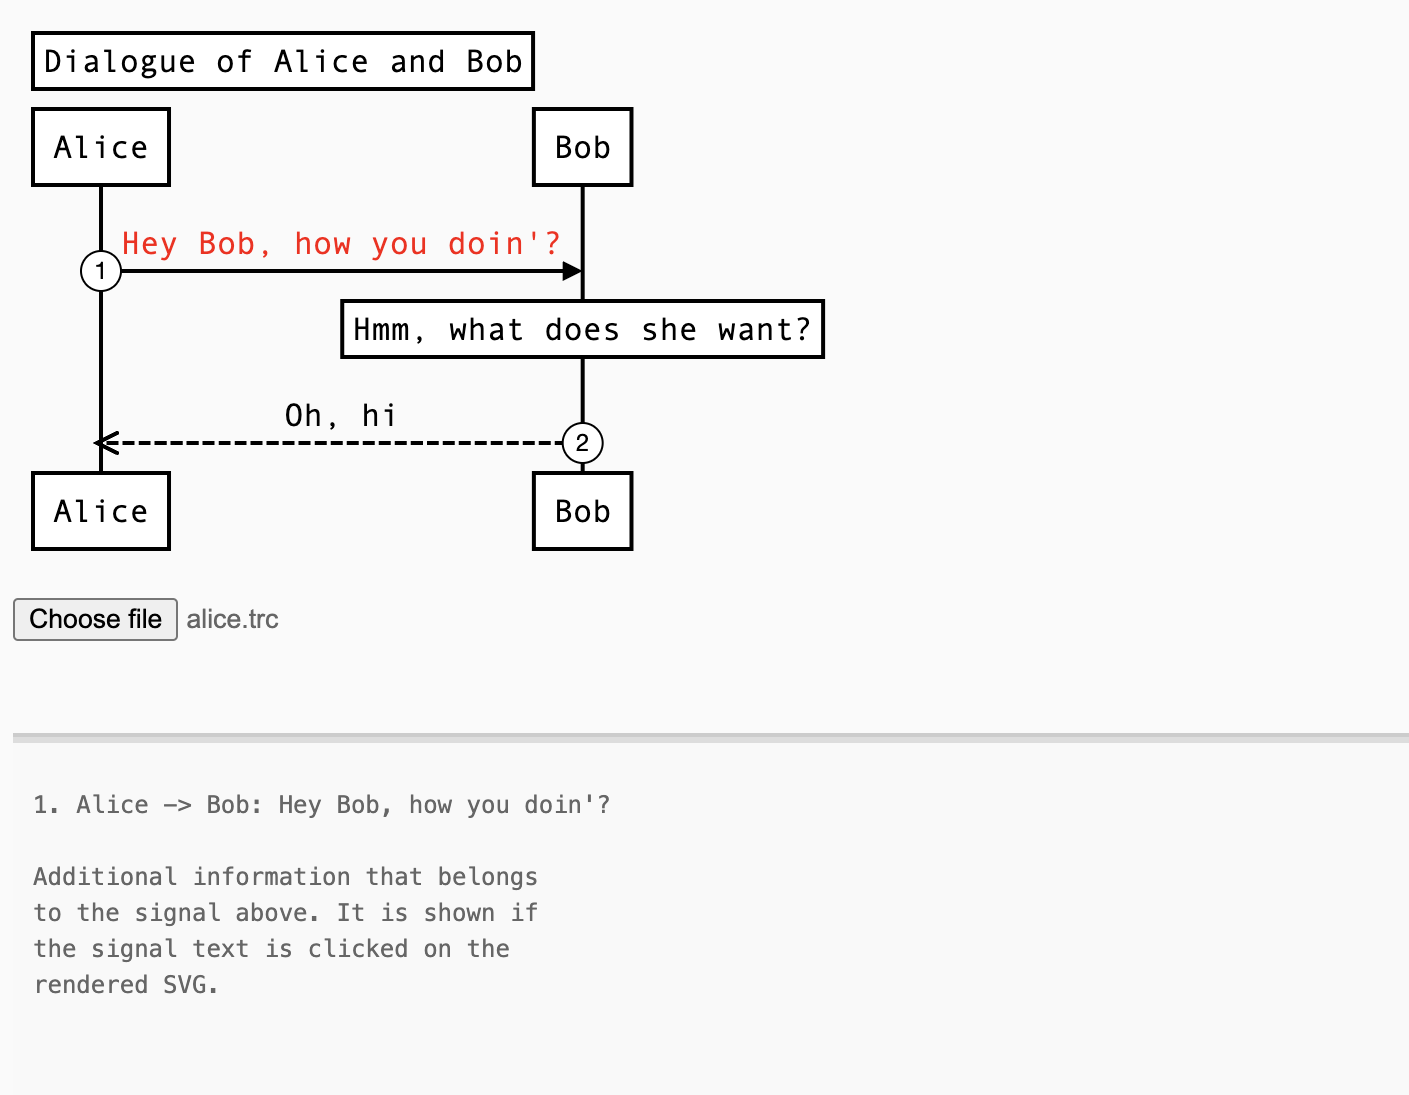 Dialogue of Alice and Bob
Alice
Bob
Hey Bob, how you doin'?
1
Hmm, what does she want?
Oh, hi
2
Alice
Bob
Choose file alice.trc
1. Alice —> Bob: Hey Bob, how you doin'?
Additional information that belongs
to the signal above. It is shown if
the signal text is clicked on the
rendered SVG.